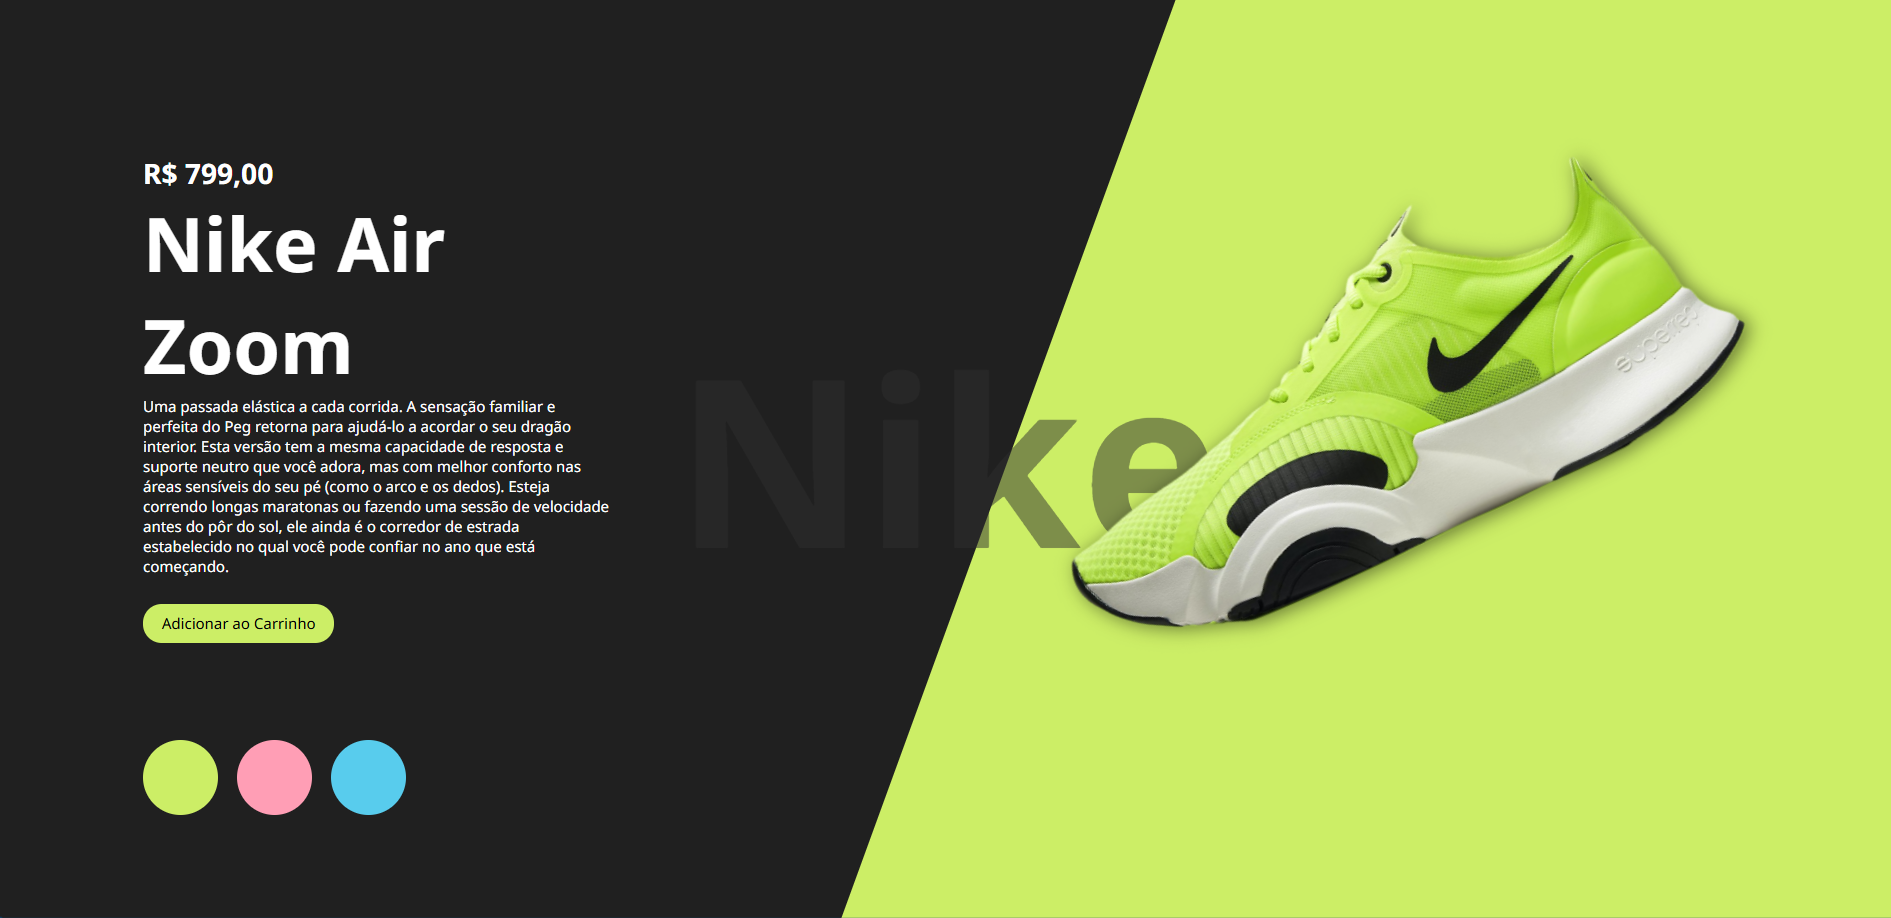 R$ 799,00
Nike Air
Zoom
Uma passada elástica a cada corrida. A sensação familiar e
perfeita do Peg retorna para ajudá-lo a acordar o seu dragão
interior. Esta versão tem a mesma capacidade de resposta e
suporte neutro que você adora, mas com melhor conforto nas
áreas sensíveis do seu pé (como o arco e os dedos). Esteja
correndo longas maratonas ou fazendo uma sessão de velocidade
antes do pôr do sol, ele ainda é o corredor de estrada
estabelecido no qual você pode confiar no ano que está
começando.
Adicionar ao Carrinho
Nike
superrep